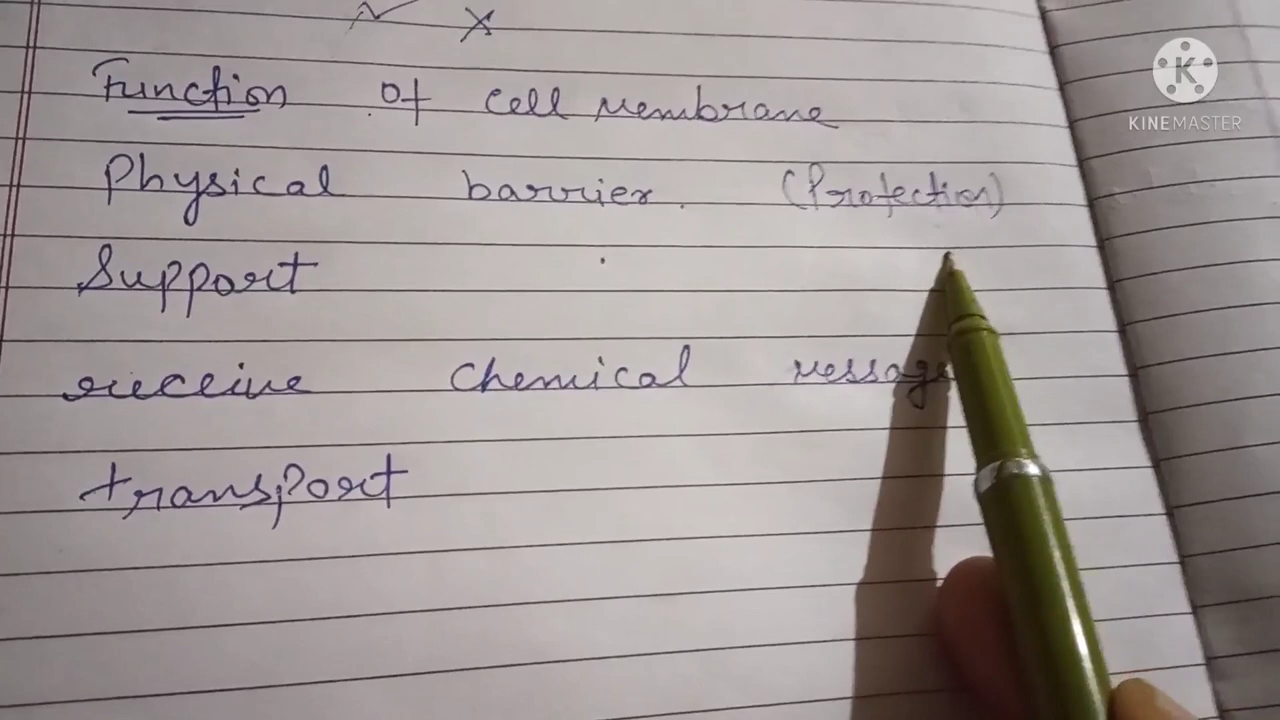 Function of cell membrane
Physical barrier. (Protection)
Support
receive chemical message
transport
K
KINEMASTER